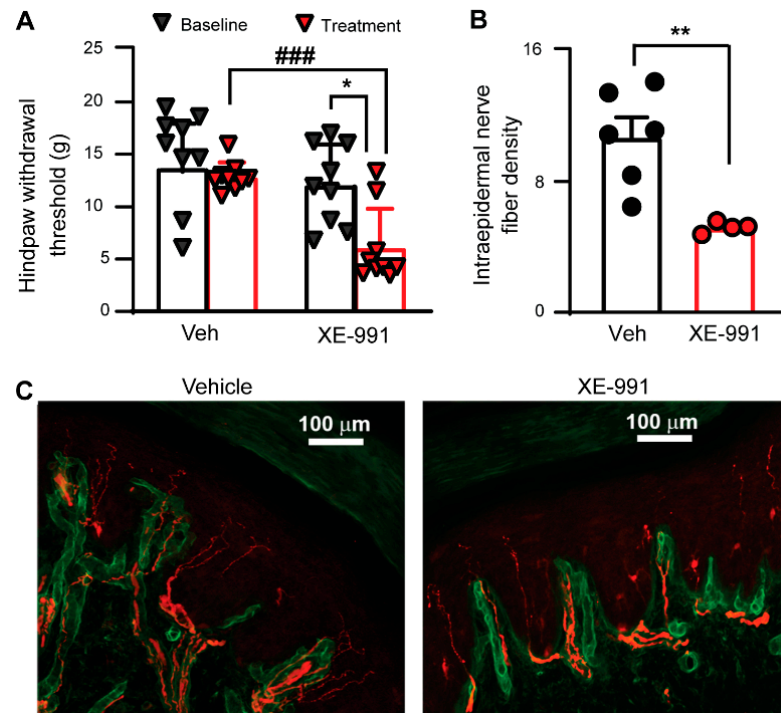 A
Baseline
Treatment
###
*
25
20
15
10
5
0
Hindpaw withdrawal
threshold (g)
Veh
XE-991
B
**
16
8
0
Intraepidermal nerve
fiber density
Veh
XE-991
C
Vehicle
XE-991
100 μm
100 μm